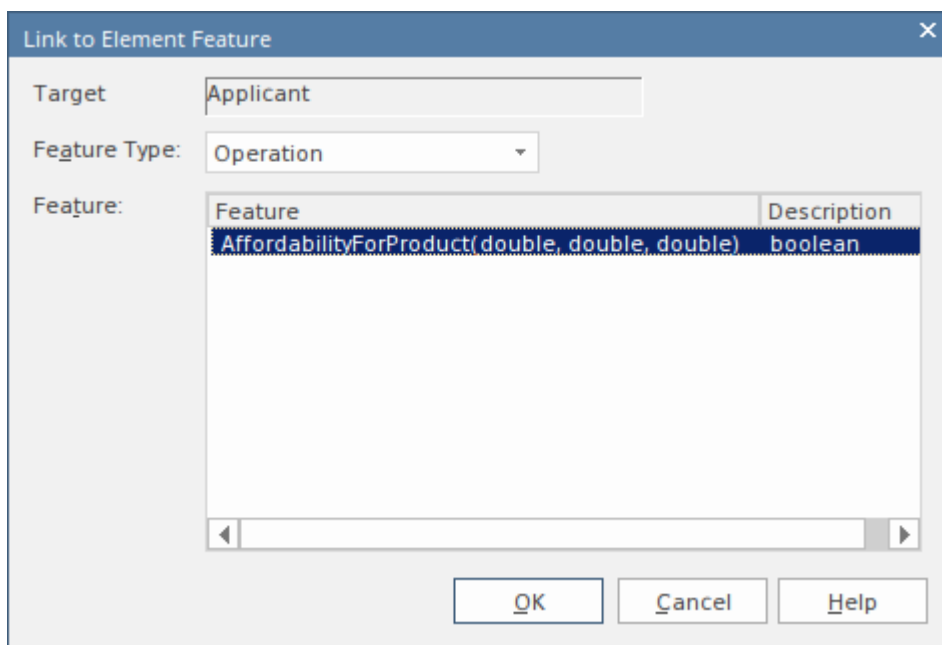 Link to Element Feature
Target Applicant
Feature Type: Operation
Feature:
Feature Description
AffordabilityForProduct(double, double, double) boolean
OK Cancel Help